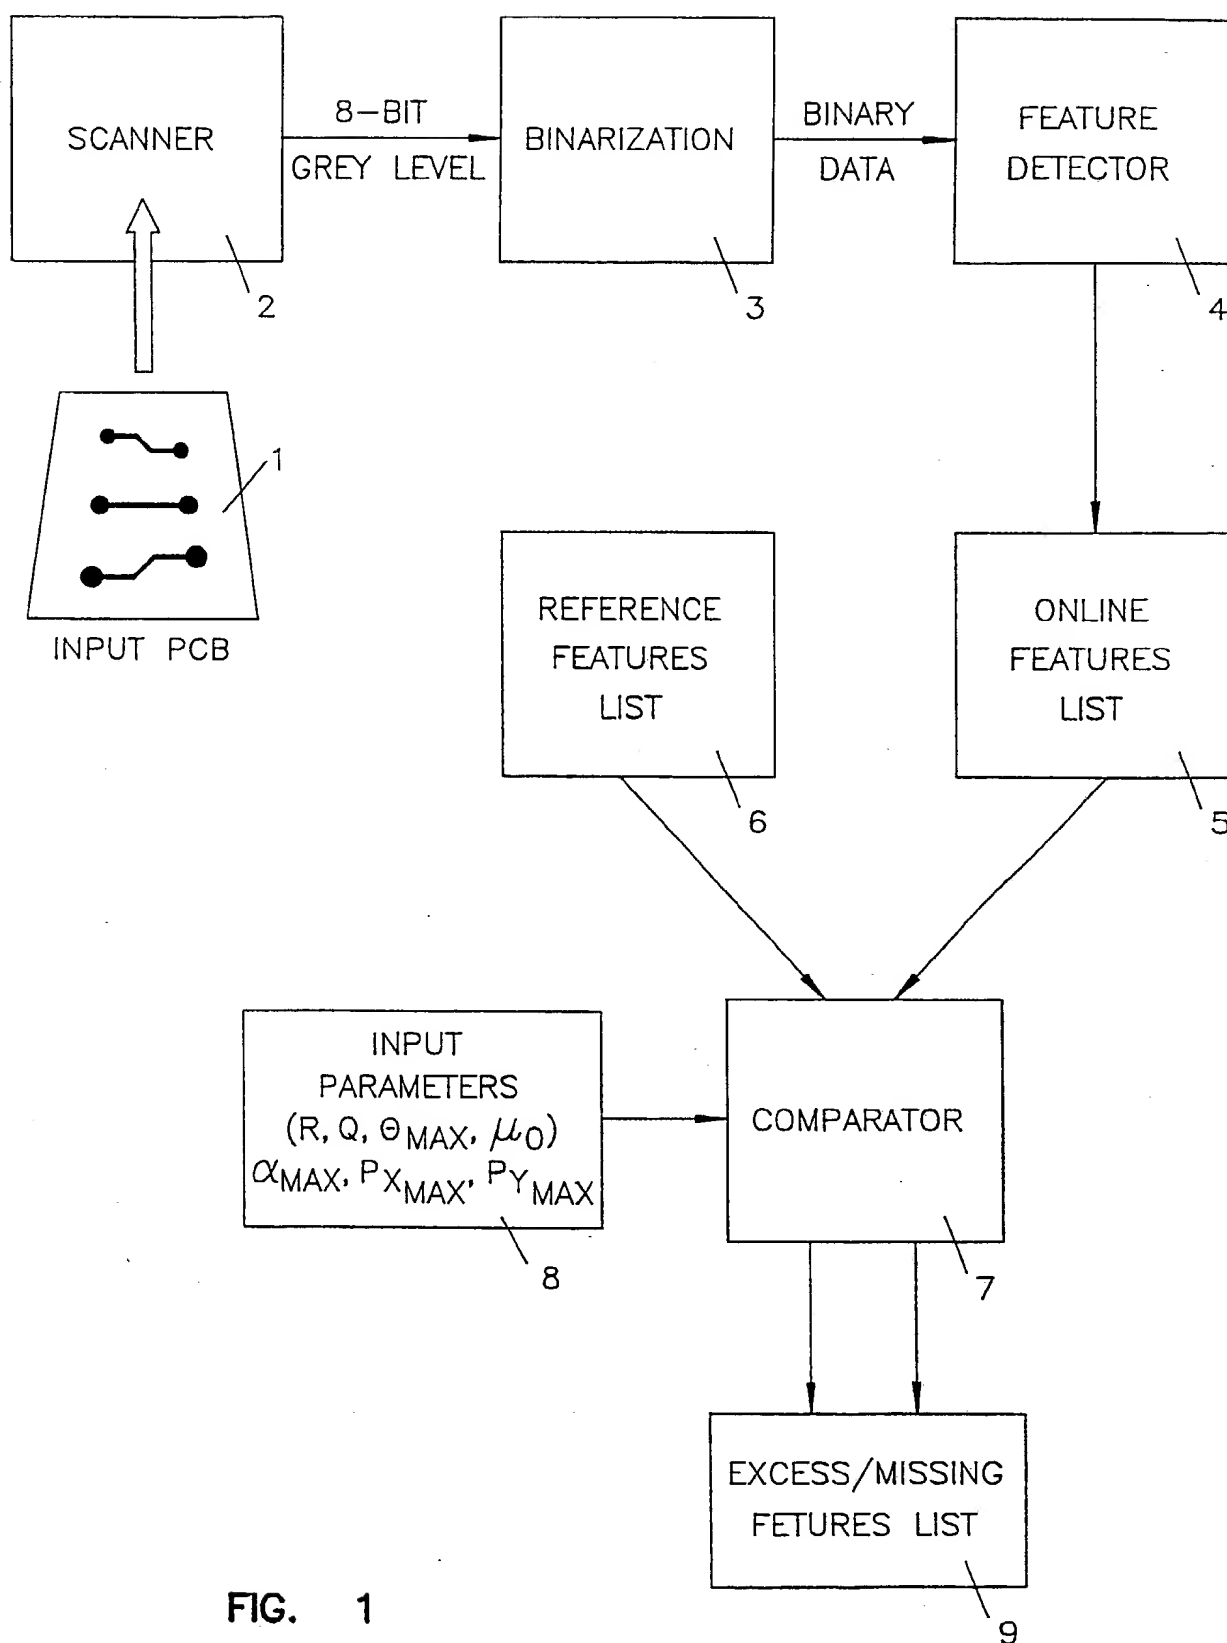 SCANNER
2
8-BIT
GREY LEVEL
BINARIZATION
3
BINARY
DATA
FEATURE
DETECTOR
4
1
INPUT PCB
REFERENCE
FEATURES
LIST
6
ONLINE
FEATURES
LIST
5
INPUT
PARAMETERS
(R, Q, ΘMAX, μO)
αMAX, PXMAX, PYMAX
8
COMPARATOR
7
EXCESS/MISSING
FETURES LIST
9
FIG. 1